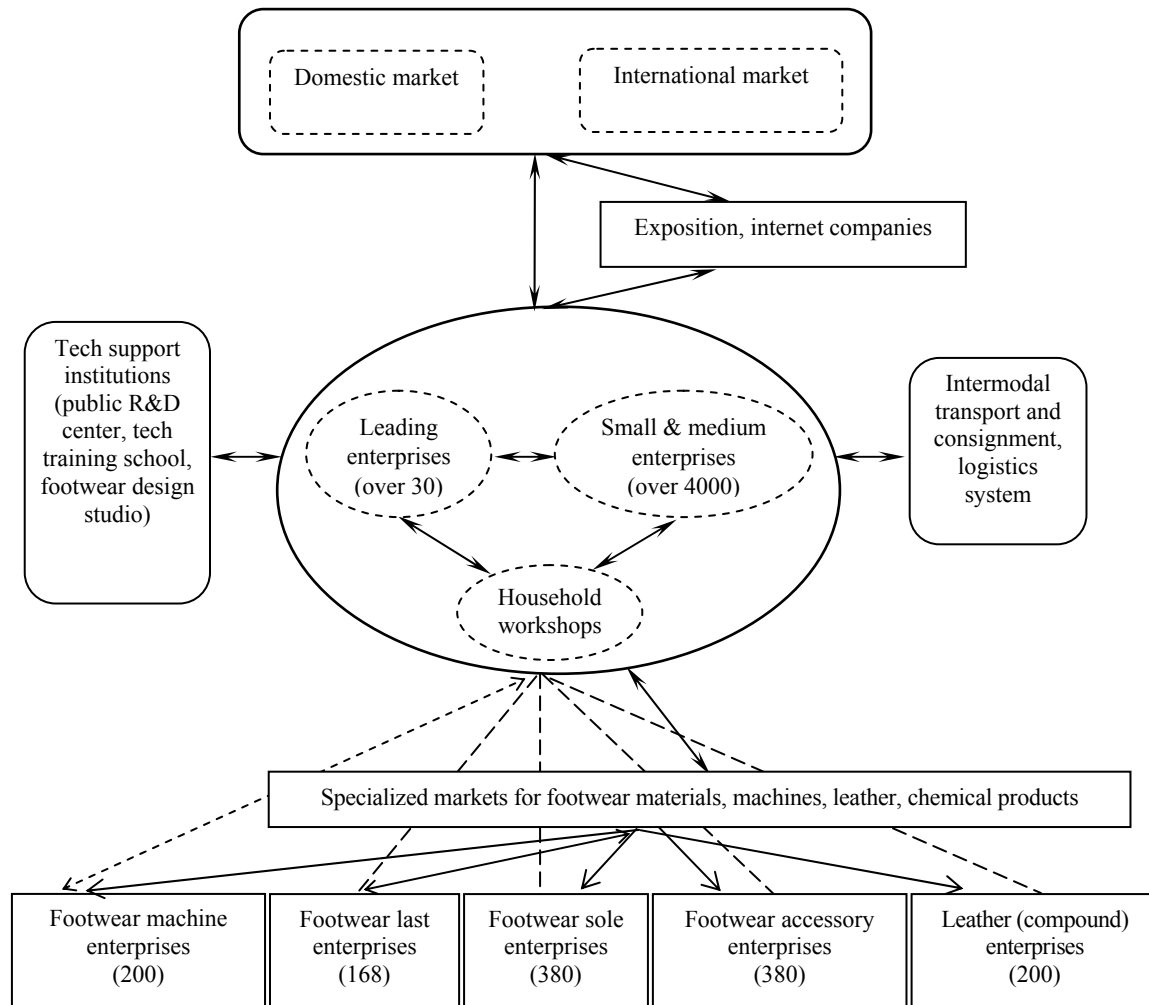 Domestic market
International market
Exposition, internet companies
Tech support
institutions
(public R&D
center, tech
training school,
footwear design
studio)
Leading
enterprises
(over 30)
Small & medium
enterprises
(over 4000)
Household
workshops
Intermodal
transport and
consignment,
logistics
system
Specialized markets for footwear materials, machines, leather, chemical products
Footwear machine
enterprises
(200)
Footwear last
enterprises
(168)
Footwear sole
enterprises
(380)
Footwear accessory
enterprises
(380)
Leather (compound)
enterprises
(200)